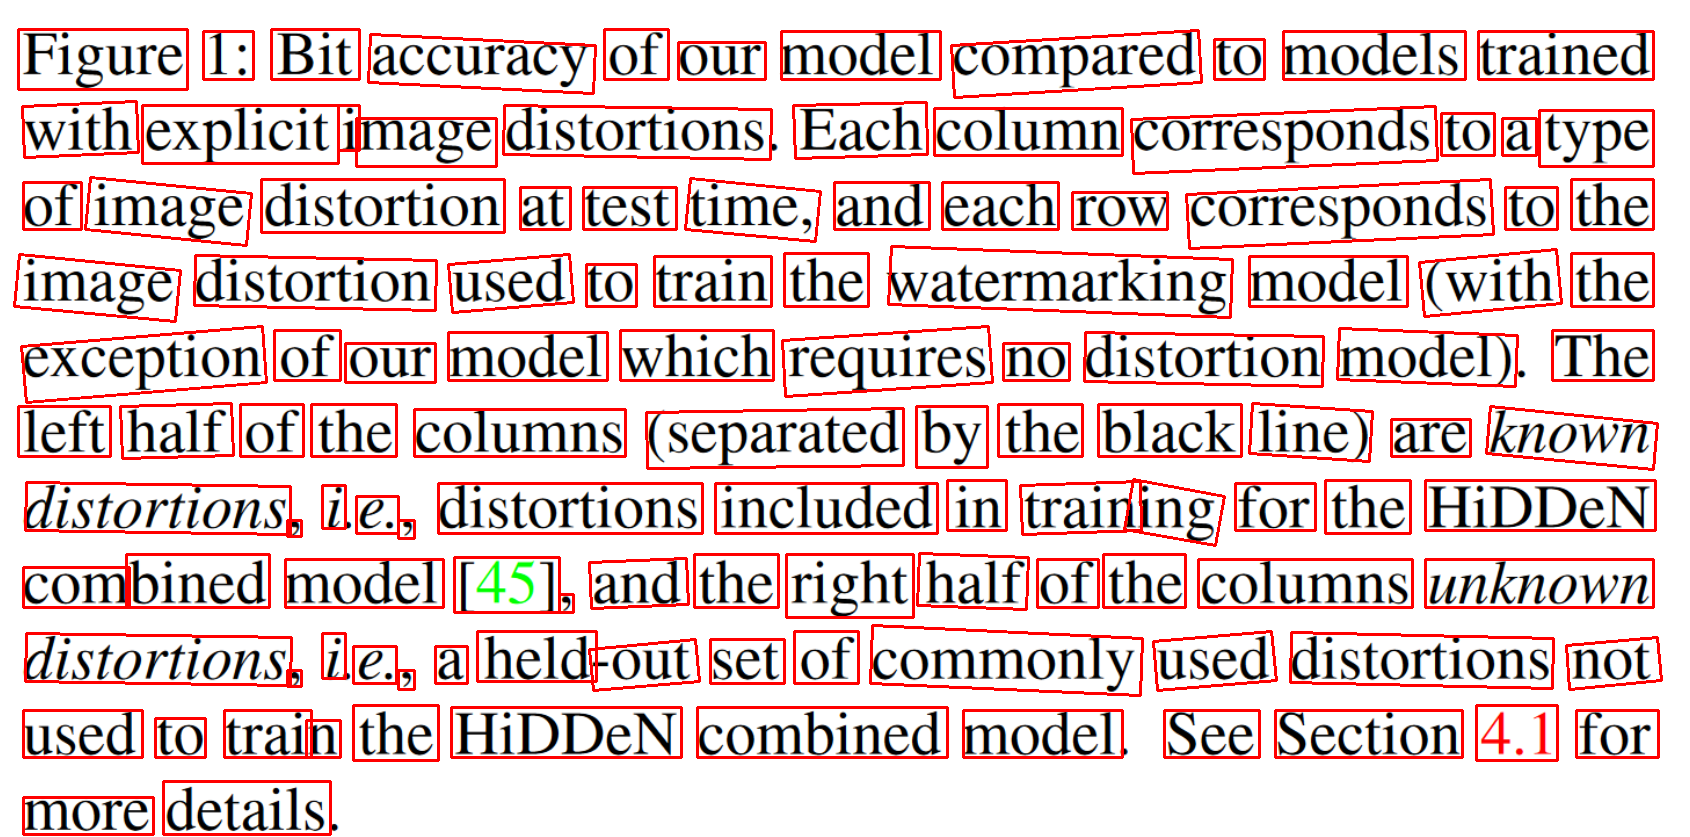 Figure 1: Bit accuracy of our model compared to models trained
with explicit image distortions. Each column corresponds to a type
of image distortion at test time, and each row corresponds to the
image distortion used to train the watermarking model (with the
exception of our model which requires no distortion model). The
left half of the columns (separated by the black line) are known
distortions, i.e., distortions included in training for the HiDDeN
combined model [45], and the right half of the columns unknown
distortions, i.e., a held-out set of commonly used distortions not
used to train the HiDDeN combined model. See Section 4.1 for
more details.